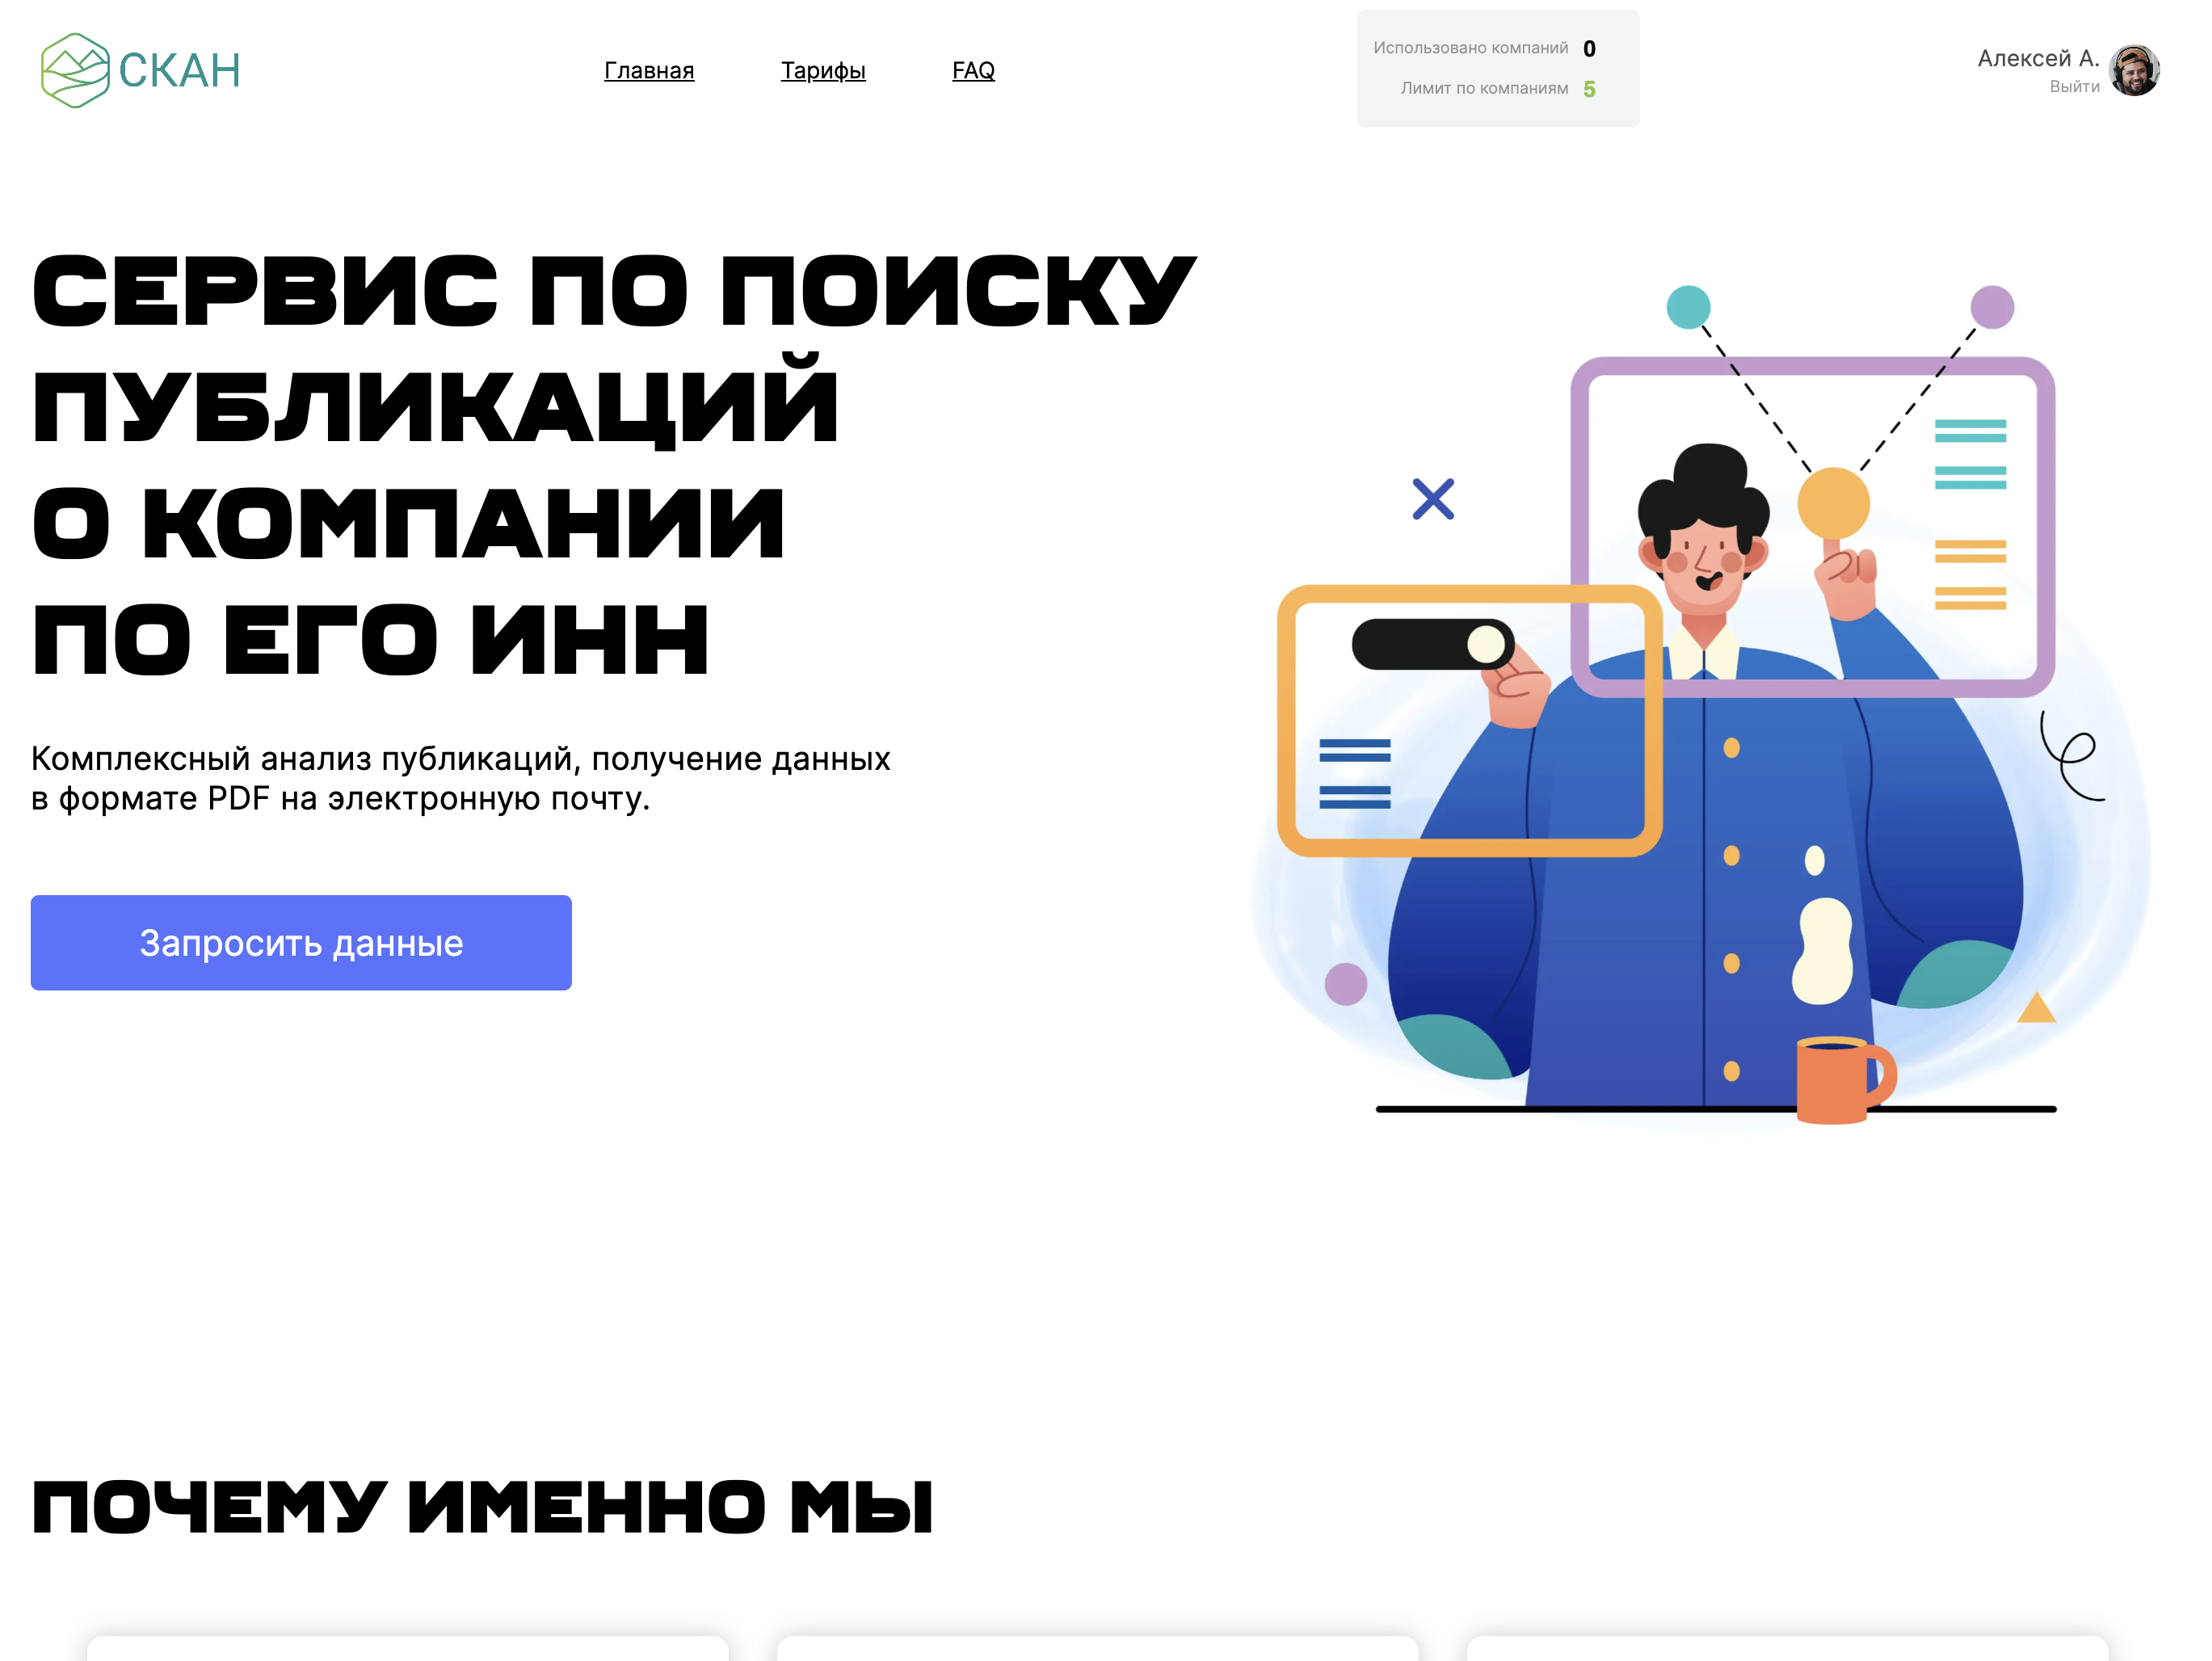 СКАН
Главная
Тарифы
FAQ
Использовано компаний 0
Лимит по компаниям 5
Алексей А.
Выйти
СЕРВИС ПО ПОИСКУ
ПУБЛИКАЦИЙ
О КОМПАНИИ
ПО ЕГО ИНН
Комплексный анализ публикаций, получение данных
в формате PDF на электронную почту.
Запросить данные
ПОЧЕМУ ИМЕННО МЫ